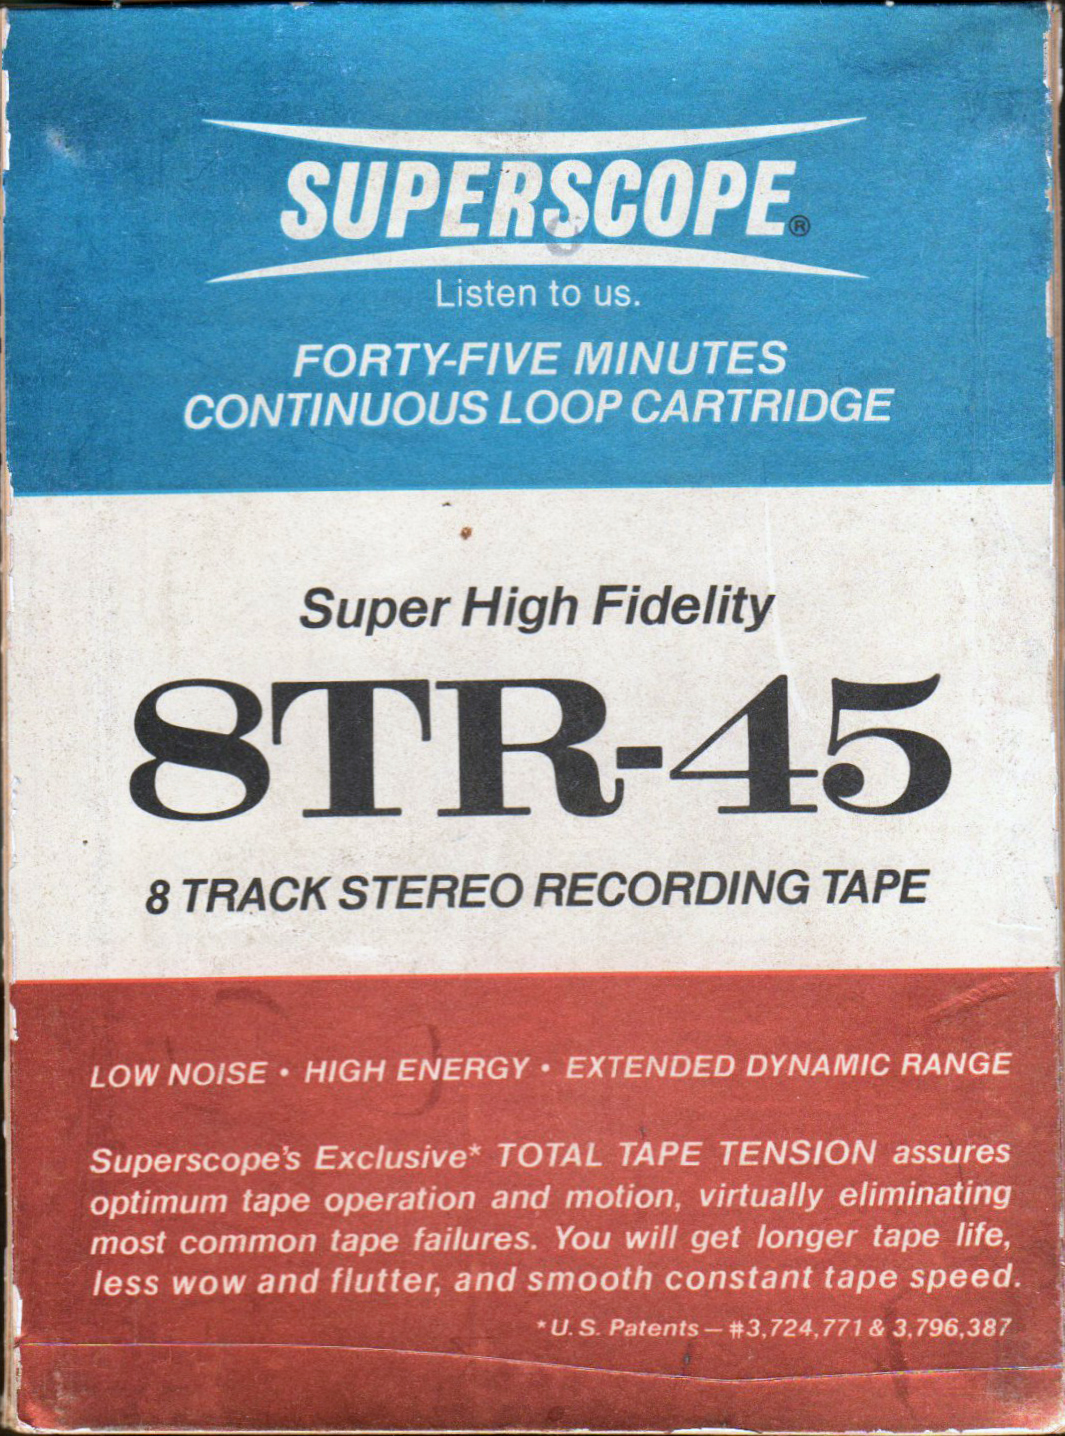 SUPERSCOPE®
Listen to us.
FORTY-FIVE MINUTES
CONTINUOUS LOOP CARTRIDGE
Super High Fidelity
8TR-45
8 TRACK STEREO RECORDING TAPE
LOW NOISE • HIGH ENERGY • EXTENDED DYNAMIC RANGE
Superscope's Exclusive* TOTAL TAPE TENSION assures
optimum tape operation and motion, virtually eliminating
most common tape failures. You will get longer tape life,
less wow and flutter, and smooth constant tape speed.
*U.S. Patents — #3,724,771 & 3,796,387